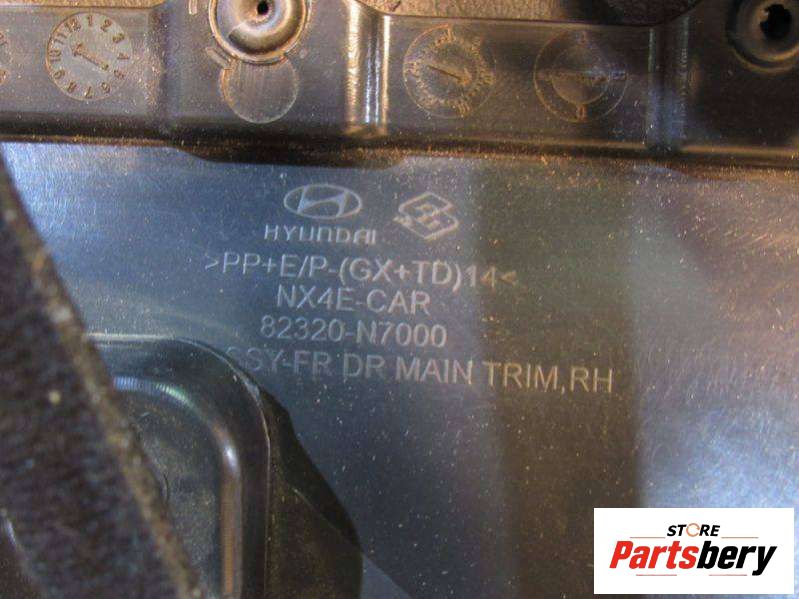 HYUNDAI
>PP+E/P-(GX+TD)14<
NX4E-CAR
82320-N7000
SSY-FR DR MAIN TRIM,RH
STORE
Partsbery